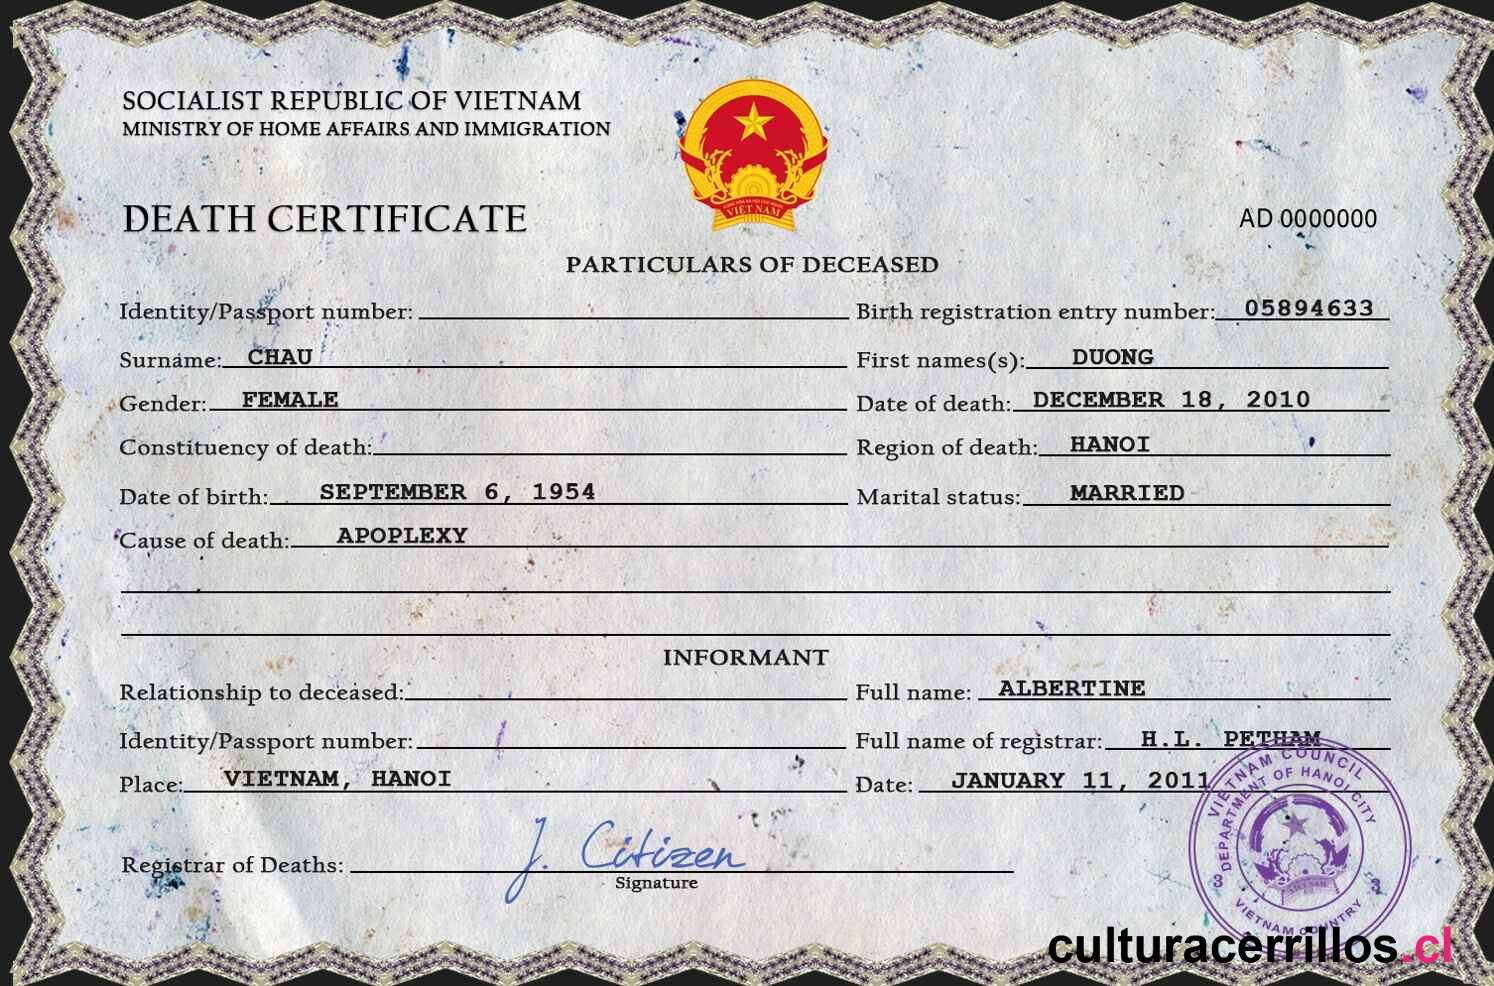 SOCIALIST REPUBLIC OF VIETNAM
MINISTRY OF HOME AFFAIRS AND IMMIGRATION
VIET NAM
DEATH CERTIFICATE
AD 0000000
PARTICULARS OF DECEASED
Identity/Passport number: Birth registration entry number: 05894633
Surname: CHAU First names(s): DUONG
Gender: FEMALE Date of death: DECEMBER 18, 2010
Constituency of death: Region of death: HANOI
Date of birth: SEPTEMBER 6, 1954 Marital status: MARRIED
Cause of death: APOPLEXY
INFORMANT
Relationship to deceased: Full name: ALBERTINE
Identity/Passport number: Full name of registrar: H.L. PETHAM
Place: VIETNAM, HANOI Date: JANUARY 11, 2011
Registrar of Deaths: J. Citizen
Signature
VIETNAM COUNCIL
DEPARTMENT OF HANOI CITY
3 3
VIETNAM
VIETNAM COUNTRY
culturacerrillos.cl